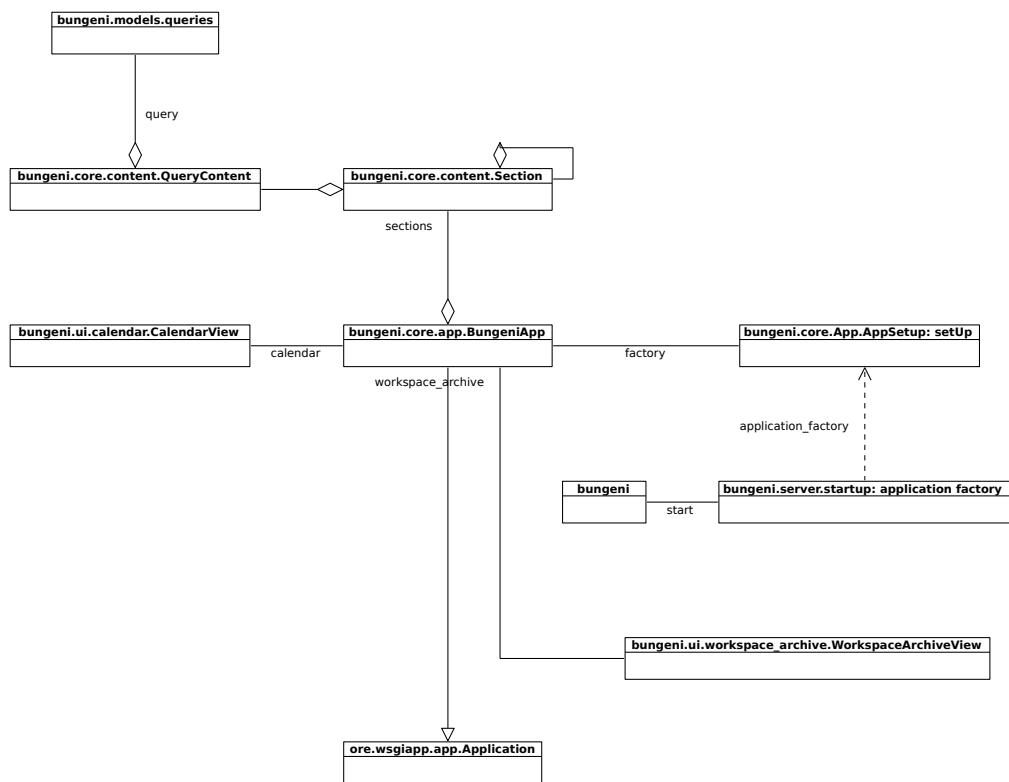 bungeni.models.queries
query
bungeni.core.content.QueryContent
bungeni.core.content.Section
sections
bungeni.ui.calendar.CalendarView
bungeni.core.app.BungeniApp
bungeni.core.App.AppSetup: setUp
calendar
factory
workspace_archive
application_factory
bungeni
bungeni.server.startup: application factory
start
bungeni.ui.workspace_archive.WorkspaceArchiveView
ore.wsgiapp.app.Application